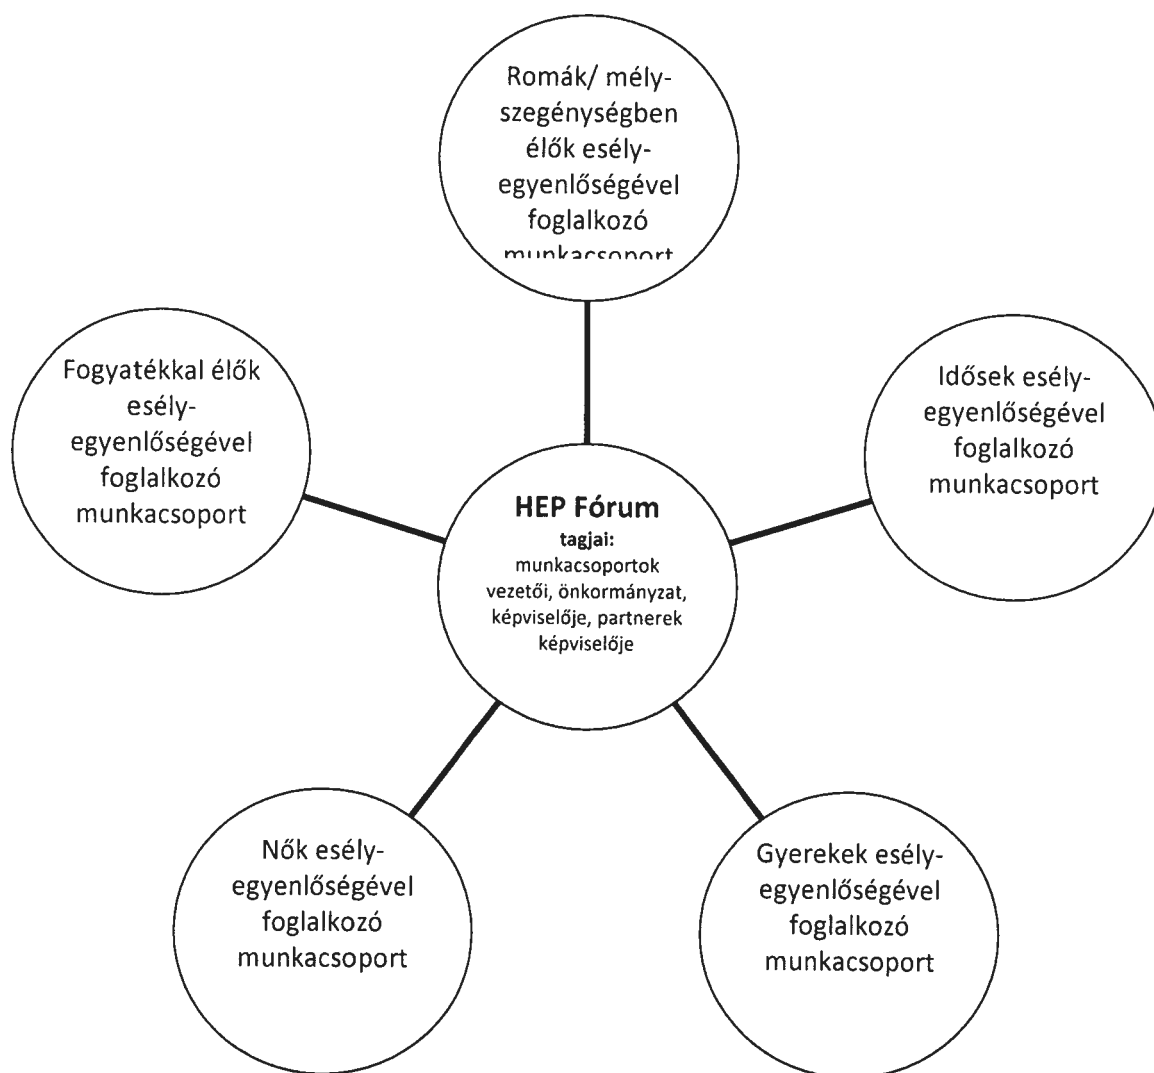 Romák/ mély-
szegénységben
élők esély-
egyenlőségével
foglalkozó
munkacsoport
Fogyatékkal élők
esély-
egyenlőségével
foglalkozó
munkacsoport
Idősek esély-
egyenlőségével
foglalkozó
munkacsoport
HEP Fórum
tagjai:
munkacsoportok
vezetői, önkormányzat,
képviselője, partnerek
képviselője
Nők esély-
egyenlőségével
foglalkozó
munkacsoport
Gyerekek esély-
egyenlőségével
foglalkozó
munkacsoport